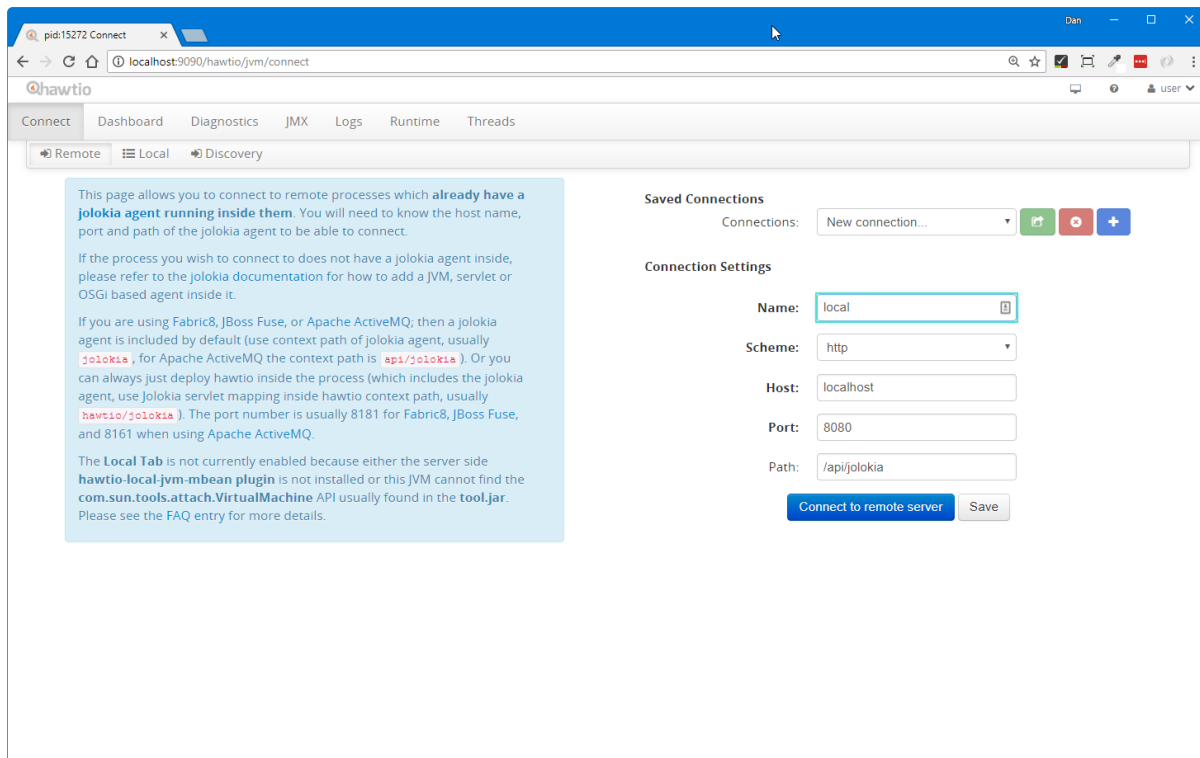 Dan
pid:15272 Connect
localhost:9090/hawtio/jvm/connect
hawtio
user
Connect Dashboard Diagnostics JMX Logs Runtime Threads
Remote Local Discovery
This page allows you to connect to remote processes which already have a
jolokia agent running inside them. You will need to know the host name,
port and path of the jolokia agent to be able to connect.
If the process you wish to connect to does not have a jolokia agent inside,
please refer to the jolokia documentation for how to add a JVM, servlet or
OSGi based agent inside it.
If you are using Fabric8, JBoss Fuse, or Apache ActiveMQ; then a jolokia
agent is included by default (use context path of jolokia agent, usually
jolokia , for Apache ActiveMQ the context path is api/jolokia ). Or you
can always just deploy hawtio inside the process (which includes the jolokia
agent, use Jolokia servlet mapping inside hawtio context path, usually
hawtio/jolokia ). The port number is usually 8181 for Fabric8, JBoss Fuse,
and 8161 when using Apache ActiveMQ.
The Local Tab is not currently enabled because either the server side
hawtio-local-jvm-mbean plugin is not installed or this JVM cannot find the
com.sun.tools.attach.VirtualMachine API usually found in the tool.jar.
Please see the FAQ entry for more details.
Saved Connections
Connections: New connection...
Connection Settings
Name: local
Scheme: http
Host: localhost
Port: 8080
Path: /api/jolokia
Connect to remote server Save